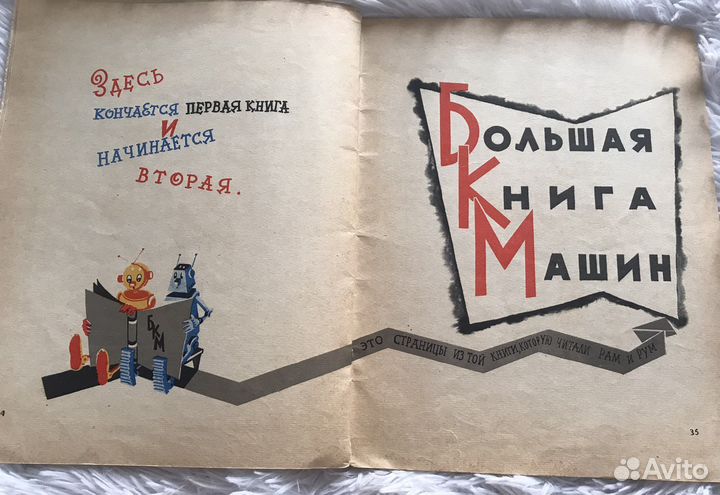 Здесь
кончается первая книга
и
начинается
вторая.
БКМ
4
Большая
Книга
Машин
это страницы из той книги, которую читали Рам и Рум
35
Avito